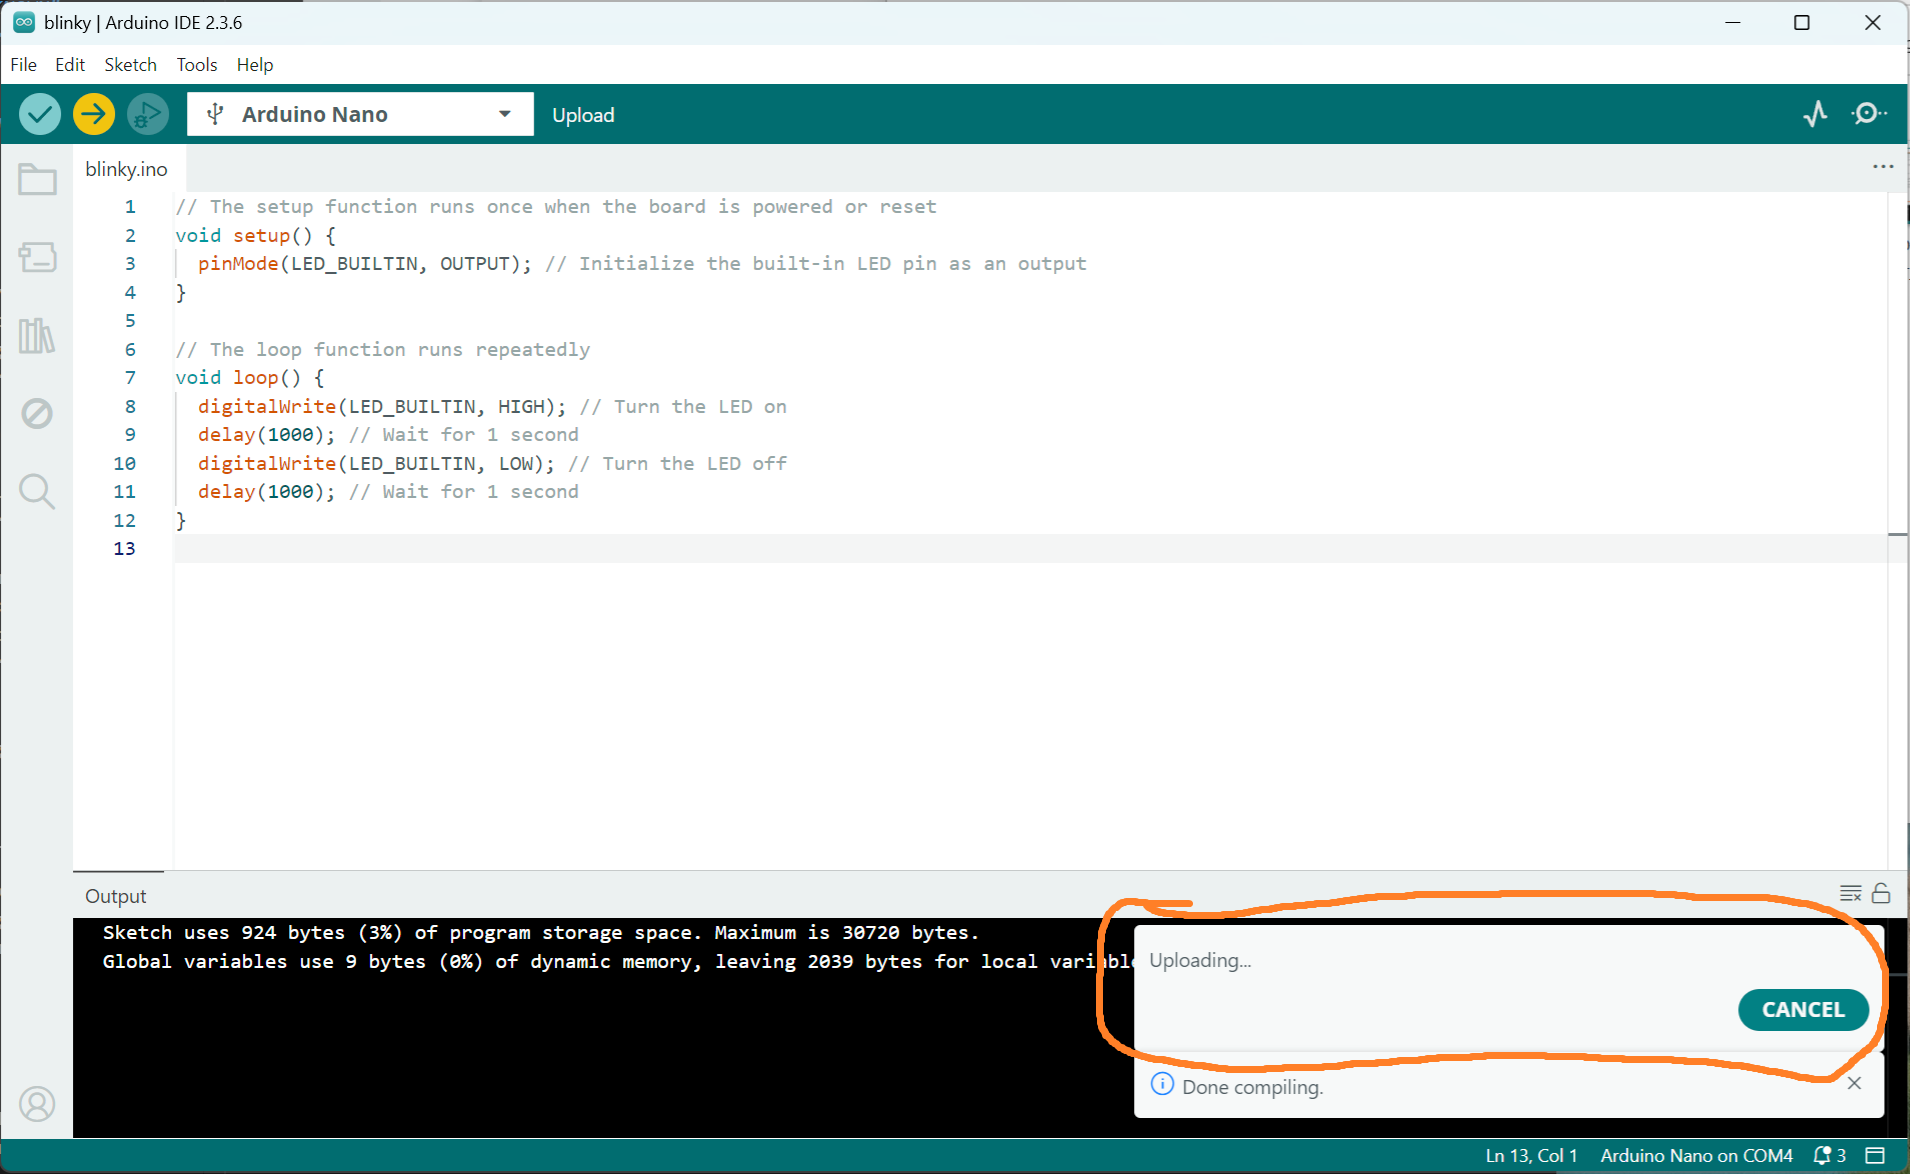 blinky | Arduino IDE 2.3.6
File Edit Sketch Tools Help
Arduino Nano Upload
blinky.ino
1 // The setup function runs once when the board is powered or reset
2 void setup() {
3 pinMode(LED_BUILTIN, OUTPUT); // Initialize the built-in LED pin as an output
4 }
5
6 // The loop function runs repeatedly
7 void loop() {
8 digitalWrite(LED_BUILTIN, HIGH); // Turn the LED on
9 delay(1000); // Wait for 1 second
10 digitalWrite(LED_BUILTIN, LOW); // Turn the LED off
11 delay(1000); // Wait for 1 second
12 }
13
Output
Sketch uses 924 bytes (3%) of program storage space. Maximum is 30720 bytes.
Global variables use 9 bytes (0%) of dynamic memory, leaving 2039 bytes for local variabl
Uploading...
CANCEL
Done compiling.
Ln 13, Col 1 Arduino Nano on COM4 3